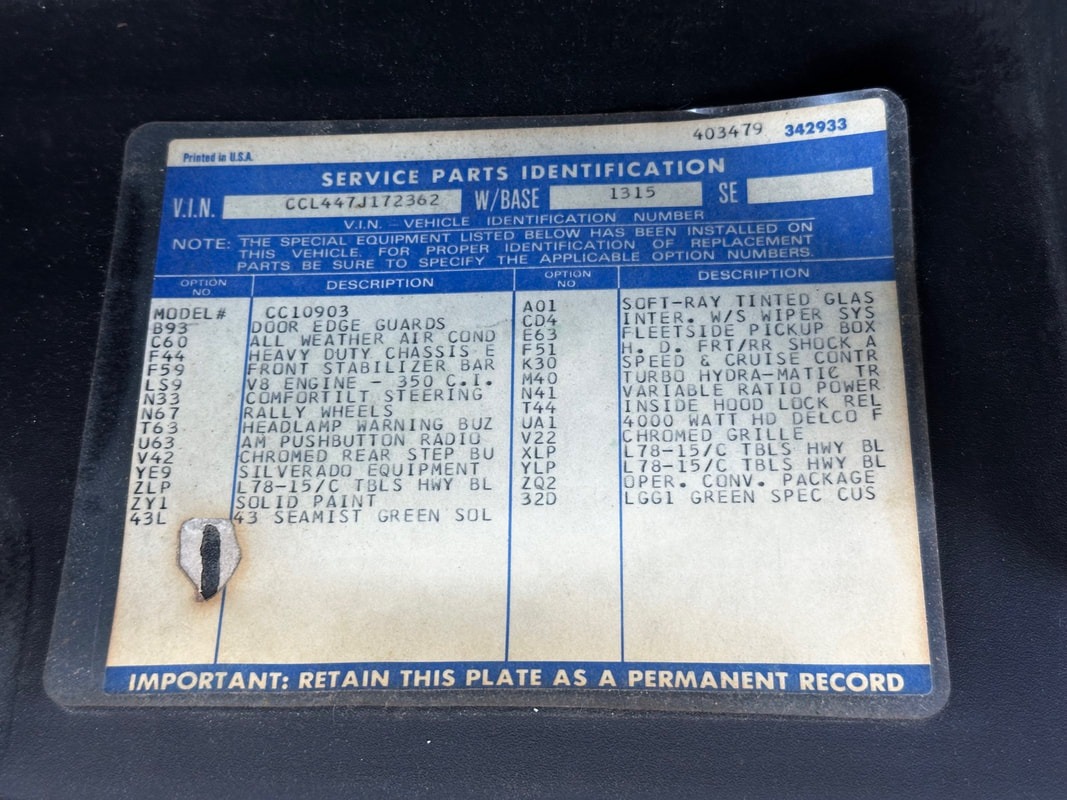 403479 342933
Printed in U.S.A.
SERVICE PARTS IDENTIFICATION
V.I.N. CCL447J172362 W/BASE 1315 SE
V.I.N. - VEHICLE IDENTIFICATION NUMBER
NOTE: THE SPECIAL EQUIPMENT LISTED BELOW HAS BEEN INSTALLED ON
THIS VEHICLE. FOR PROPER IDENTIFICATION OF REPLACEMENT
PARTS BE SURE TO SPECIFY THE APPLICABLE OPTION NUMBERS.
OPTION NO. DESCRIPTION
MODEL# CC10903
B93 DOOR EDGE GUARDS
C60 ALL WEATHER AIR COND
F44 HEAVY DUTY CHASSIS E
F59 FRONT STABILIZER BAR
LS9 V8 ENGINE - 350 C.I.
N33 COMFORTILT STEERING
N67 RALLY WHEELS
T63 HEADLAMP WARNING BUZ
U63 AM PUSHBUTTON RADIO
V42 CHROMED REAR STEP BU
YE9 SILVERADO EQUIPMENT
ZLP L78-15/C TBLS HWY BL
ZY1 SOLID PAINT
43L 43 SEAMIST GREEN SOL
OPTION NO. DESCRIPTION
A01 SOFT-RAY TINTED GLAS
CD4 INTER. W/S WIPER SYS
E63 FLEETSIDE PICKUP BOX
F51 H. D. FRT/RR SHOCK A
K30 SPEED & CRUISE CONTR
M40 TURBO HYDRA-MATIC TR
N41 VARIABLE RATIO POWER
T44 INSIDE HOOD LOCK REL
UA1 4000 WATT HD DELCO F
V22 CHROMED GRILLE
XLP L78-15/C TBLS HWY BL
YLP L78-15/C TBLS HWY BL
ZQ2 OPER. CONV. PACKAGE
32D LGG1 GREEN SPEC CUS
IMPORTANT: RETAIN THIS PLATE AS A PERMANENT RECORD